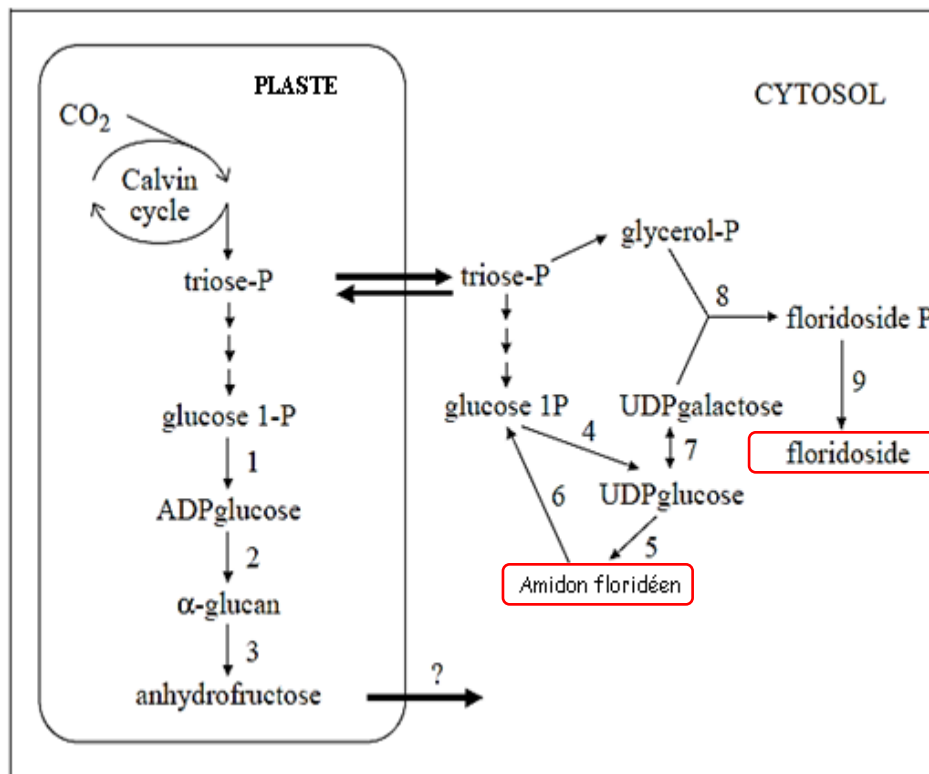 PLASTE
CYTOSOL
CO2
Calvin
cycle
triose-P
glucose 1-P
1
ADPglucose
2
α-glucan
3
anhydrofructose
?
triose-P
glycerol-P
8
floridoside P
9
floridoside
glucose 1P
4
UDPgalactose
7
UDPglucose
6
5
Amidon floridéen